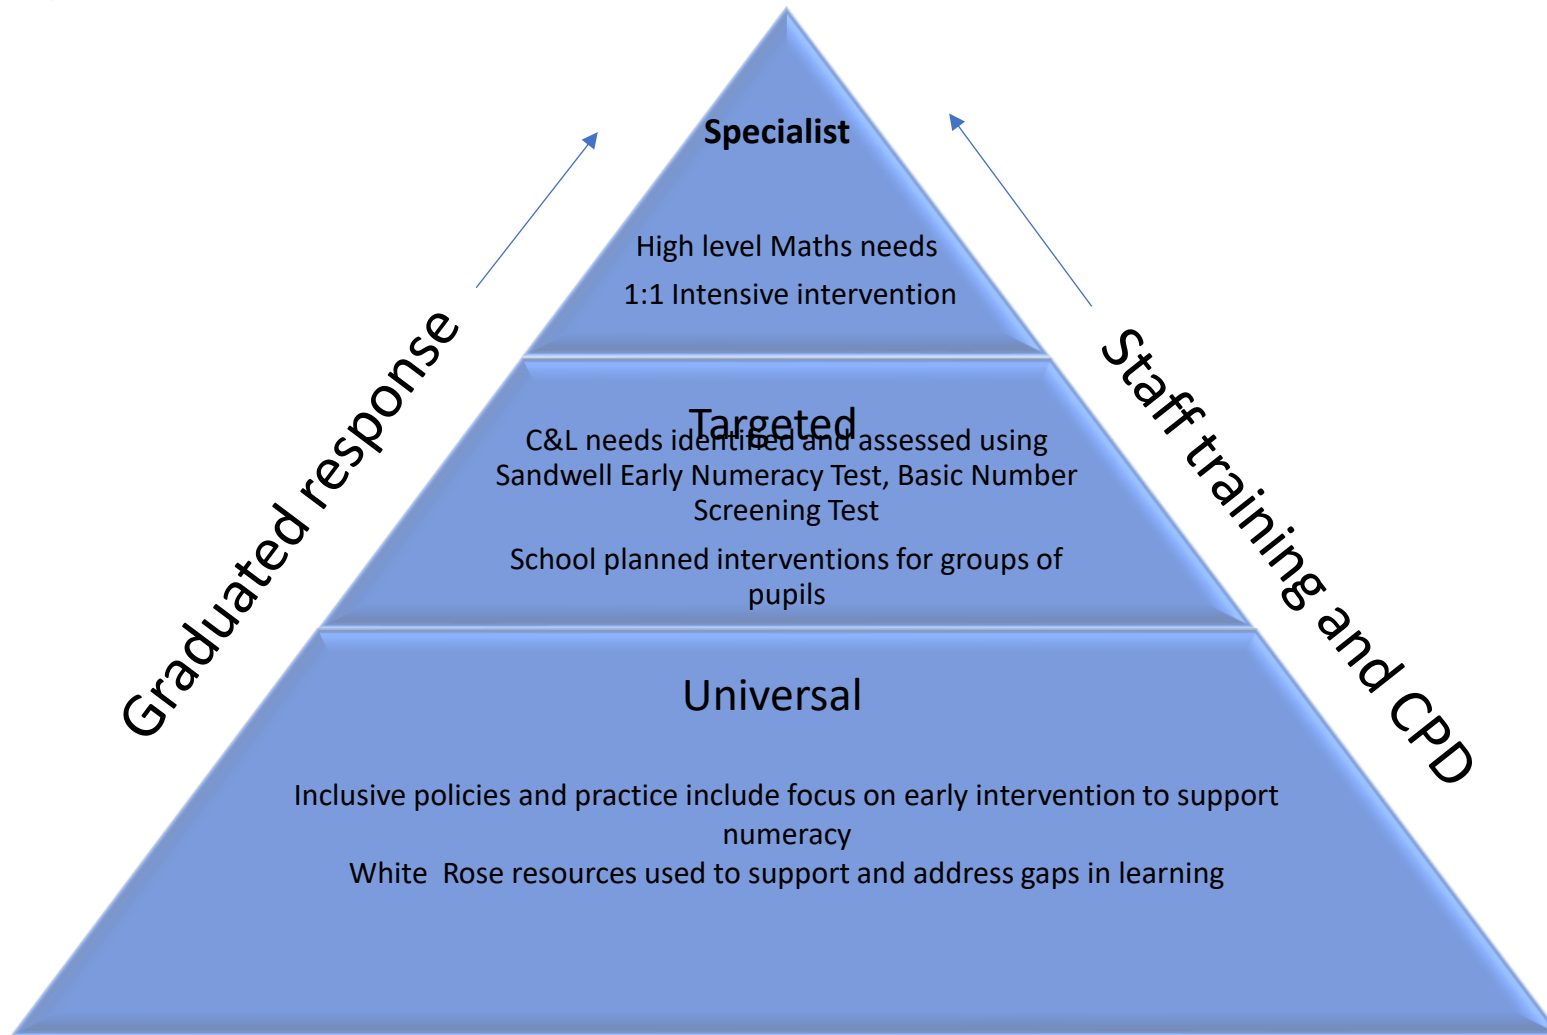 Specialist
High level Maths needs
1:1 Intensive intervention
Graduated response
Staff training and CPD
Targeted
C&L needs identified and assessed using
Sandwell Early Numeracy Test, Basic Number
Screening Test
School planned interventions for groups of
pupils
Universal
Inclusive policies and practice include focus on early intervention to support
numeracy
White  Rose resources used to support and address gaps in learning